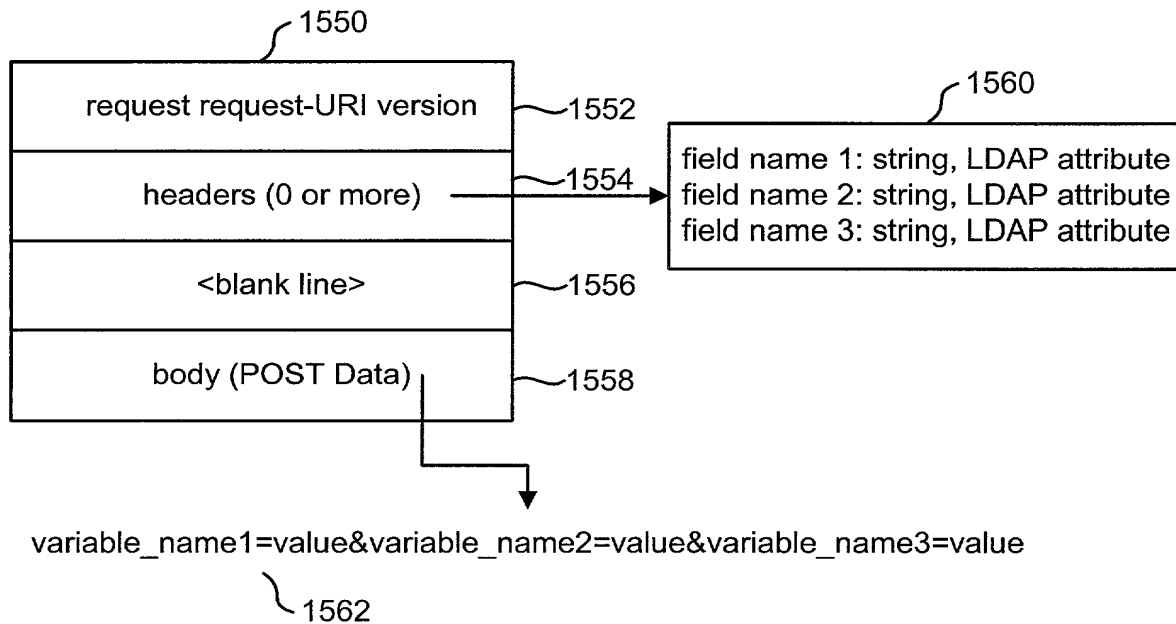 1550
request request-URI version
1552
1560
headers (0 or more)
1554
field name 1: string, LDAP attribute
field name 2: string, LDAP attribute
field name 3: string, LDAP attribute
<blank line>
1556
body (POST Data)
1558
variable_name1=value&variable_name2=value&variable_name3=value
1562